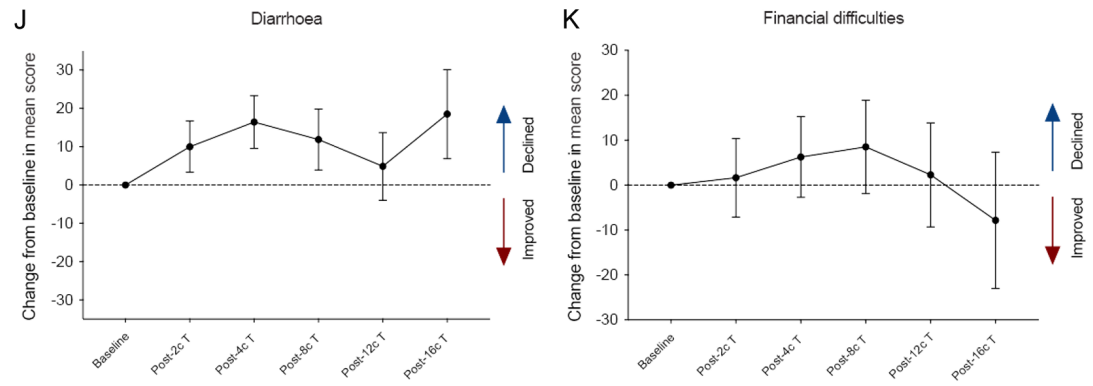 J
Diarrhoea
Change from baseline in mean score
30
20
10
0
-10
-20
-30
Baseline
Post-2c T
Post-4c T
Post-8c T
Post-12c T
Post-16c T
Declined
Improved
K
Financial difficulties
Change from baseline in mean score
30
20
10
0
-10
-20
-30
Baseline
Post-2c T
Post-4c T
Post-8c T
Post-12c T
Post-16c T
Declined
Improved